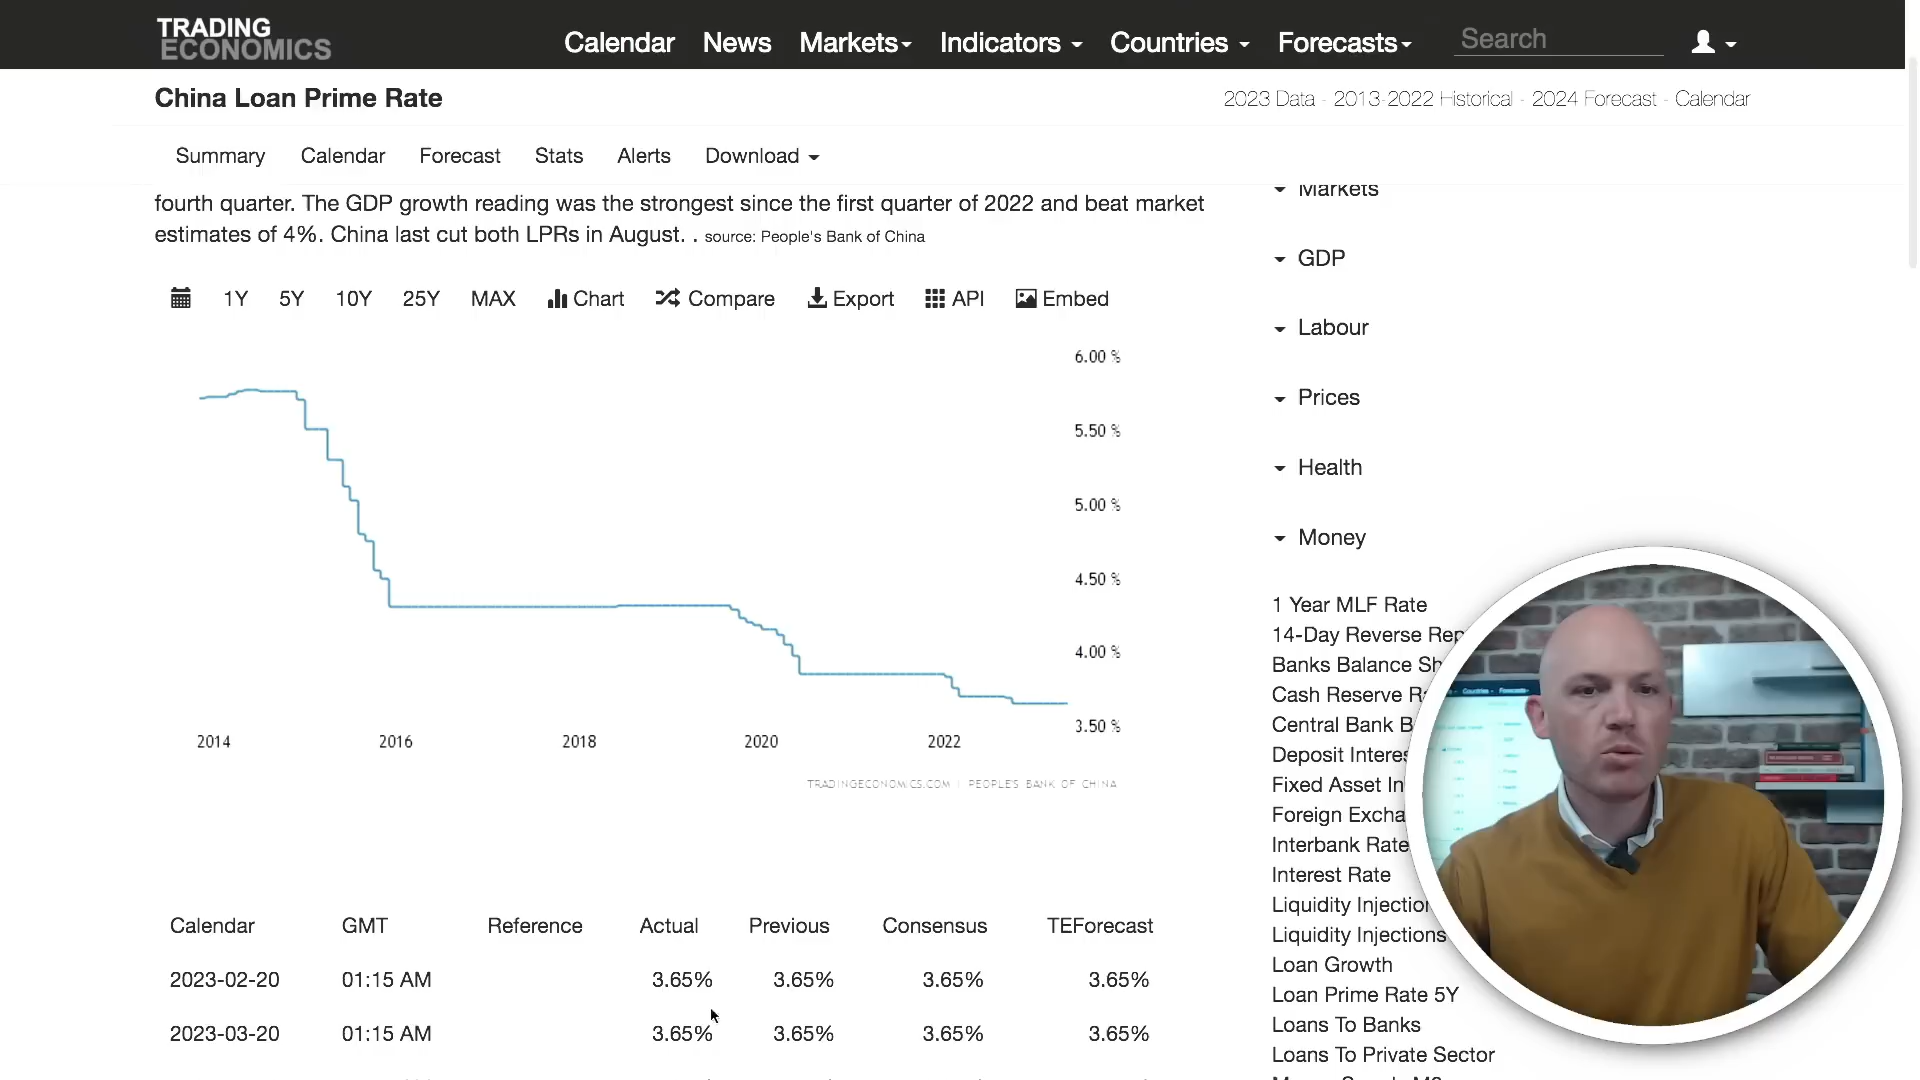 TRADING
ECONOMICS
Calendar News Markets Indicators Countries Forecasts Search
China Loan Prime Rate
2023 Data - 2013-2022 Historical - 2024 Forecast - Calendar
Summary Calendar Forecast Stats Alerts Download
fourth quarter. The GDP growth reading was the strongest since the first quarter of 2022 and beat market
estimates of 4%. China last cut both LPRs in August. . source: People's Bank of China
1Y 5Y 10Y 25Y MAX Chart Compare Export API Embed
6.00 %
5.50 %
5.00 %
4.50 %
4.00 %
3.50 %
2014 2016 2018 2020 2022
TRADINGECONOMICS.COM | PEOPLE'S BANK OF CHINA
Calendar GMT Reference Actual Previous Consensus TEForecast
2023-02-20 01:15 AM 3.65% 3.65% 3.65% 3.65%
2023-03-20 01:15 AM 3.65% 3.65% 3.65% 3.65%
Markets
GDP
Labour
Prices
Health
Money
1 Year MLF Rate
14-Day Reverse Rep
Banks Balance Sh
Cash Reserve Ra
Central Bank B
Deposit Interes
Fixed Asset In
Foreign Excha
Interbank Rate
Interest Rate
Liquidity Injection
Liquidity Injections
Loan Growth
Loan Prime Rate 5Y
Loans To Banks
Loans To Private Sector